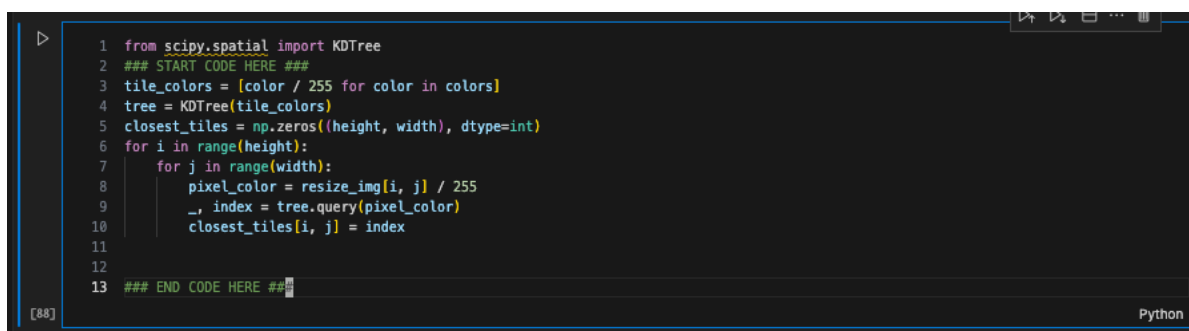 1 from scipy.spatial import KDTree
2 ### START CODE HERE ###
3 tile_colors = [color / 255 for color in colors]
4 tree = KDTree(tile_colors)
5 closest_tiles = np.zeros((height, width), dtype=int)
6 for i in range(height):
7     for j in range(width):
8         pixel_color = resize_img[i, j] / 255
9         _, index = tree.query(pixel_color)
10         closest_tiles[i, j] = index
11
12
13 ### END CODE HERE ###
[88] Python